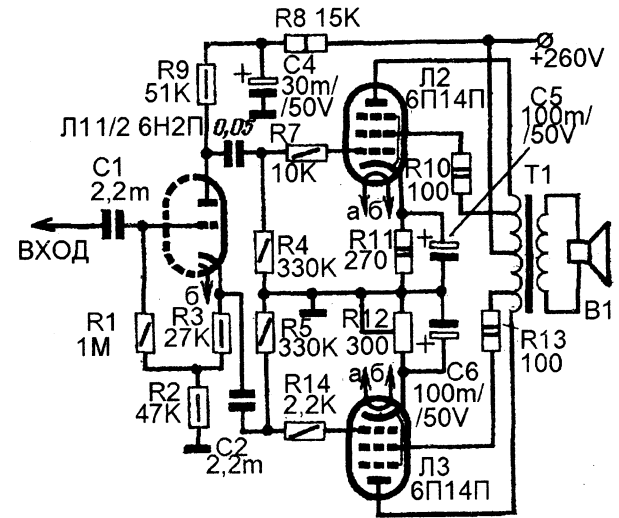 R8 15K
+260V
R9
51K
C4
30m/
/50V
Л2
6П14П
C5
100m/
/50V
Л1 1/2 6Н2П
0,05
R7
10K
C1
2,2m
R10
100
T1
а б
ВХОД
R4
330K
R11
270
B1
б
R1
1M
R3
27K
R5
330K
R12
300
R13
100
R2
47K
а б
C6
100m/
/50V
R14
2,2K
C2
2,2m
Л3
6П14П